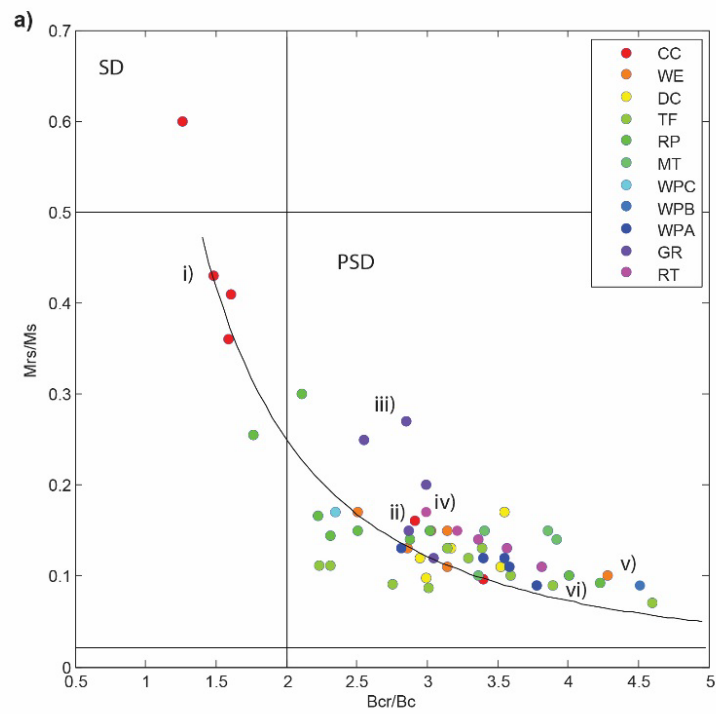 a)
0.7
0.6
0.5
0.4
0.3
0.2
0.1
0
Mrs/Ms
SD
PSD
i)
ii)
iii)
iv)
v)
vi)
CC
WE
DC
TF
RP
MT
WPC
WPB
WPA
GR
RT
0.5 1 1.5 2 2.5 3 3.5 4 4.5 5
Bcr/Bc